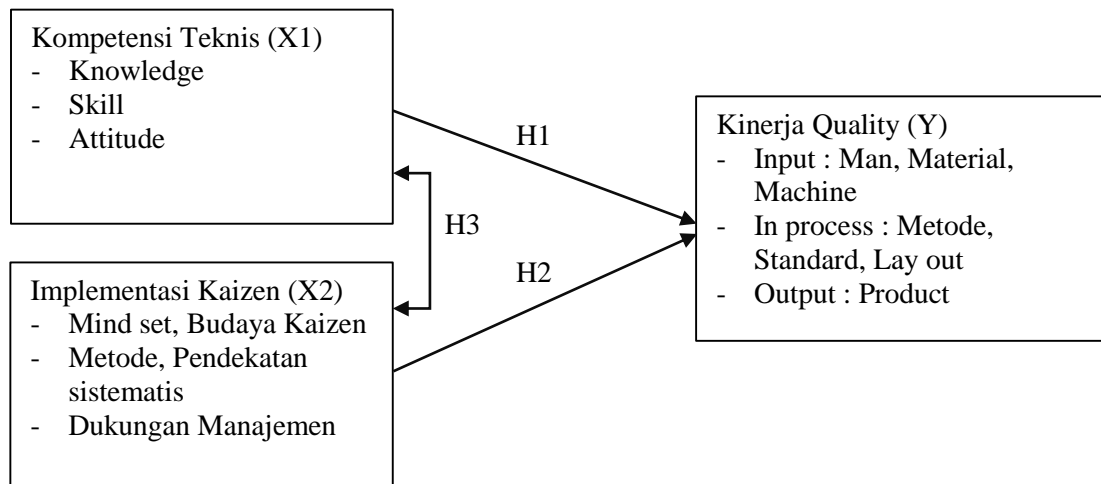 Kompetensi Teknis (X1)
- Knowledge
- Skill
- Attitude
H1
H3
H2
Implementasi Kaizen (X2)
- Mind set, Budaya Kaizen
- Metode, Pendekatan
sistematis
- Dukungan Manajemen
Kinerja Quality (Y)
- Input : Man, Material,
Machine
- In process : Metode,
Standard, Lay out
- Output : Product